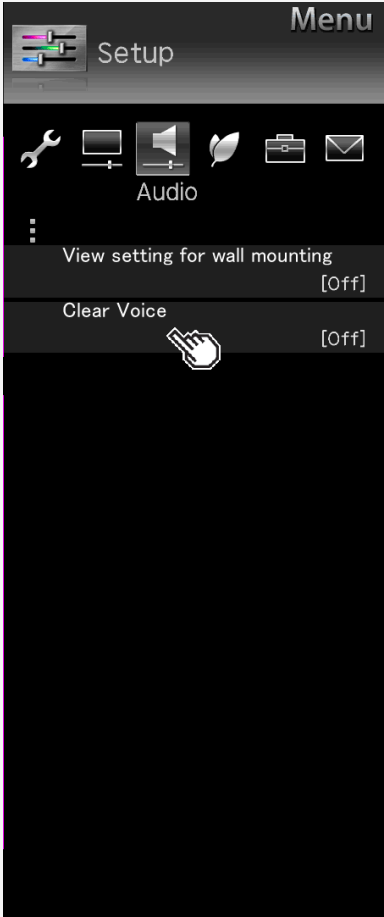 Menu
Setup
Audio
View setting for wall mounting
[Off]
Clear Voice
[Off]